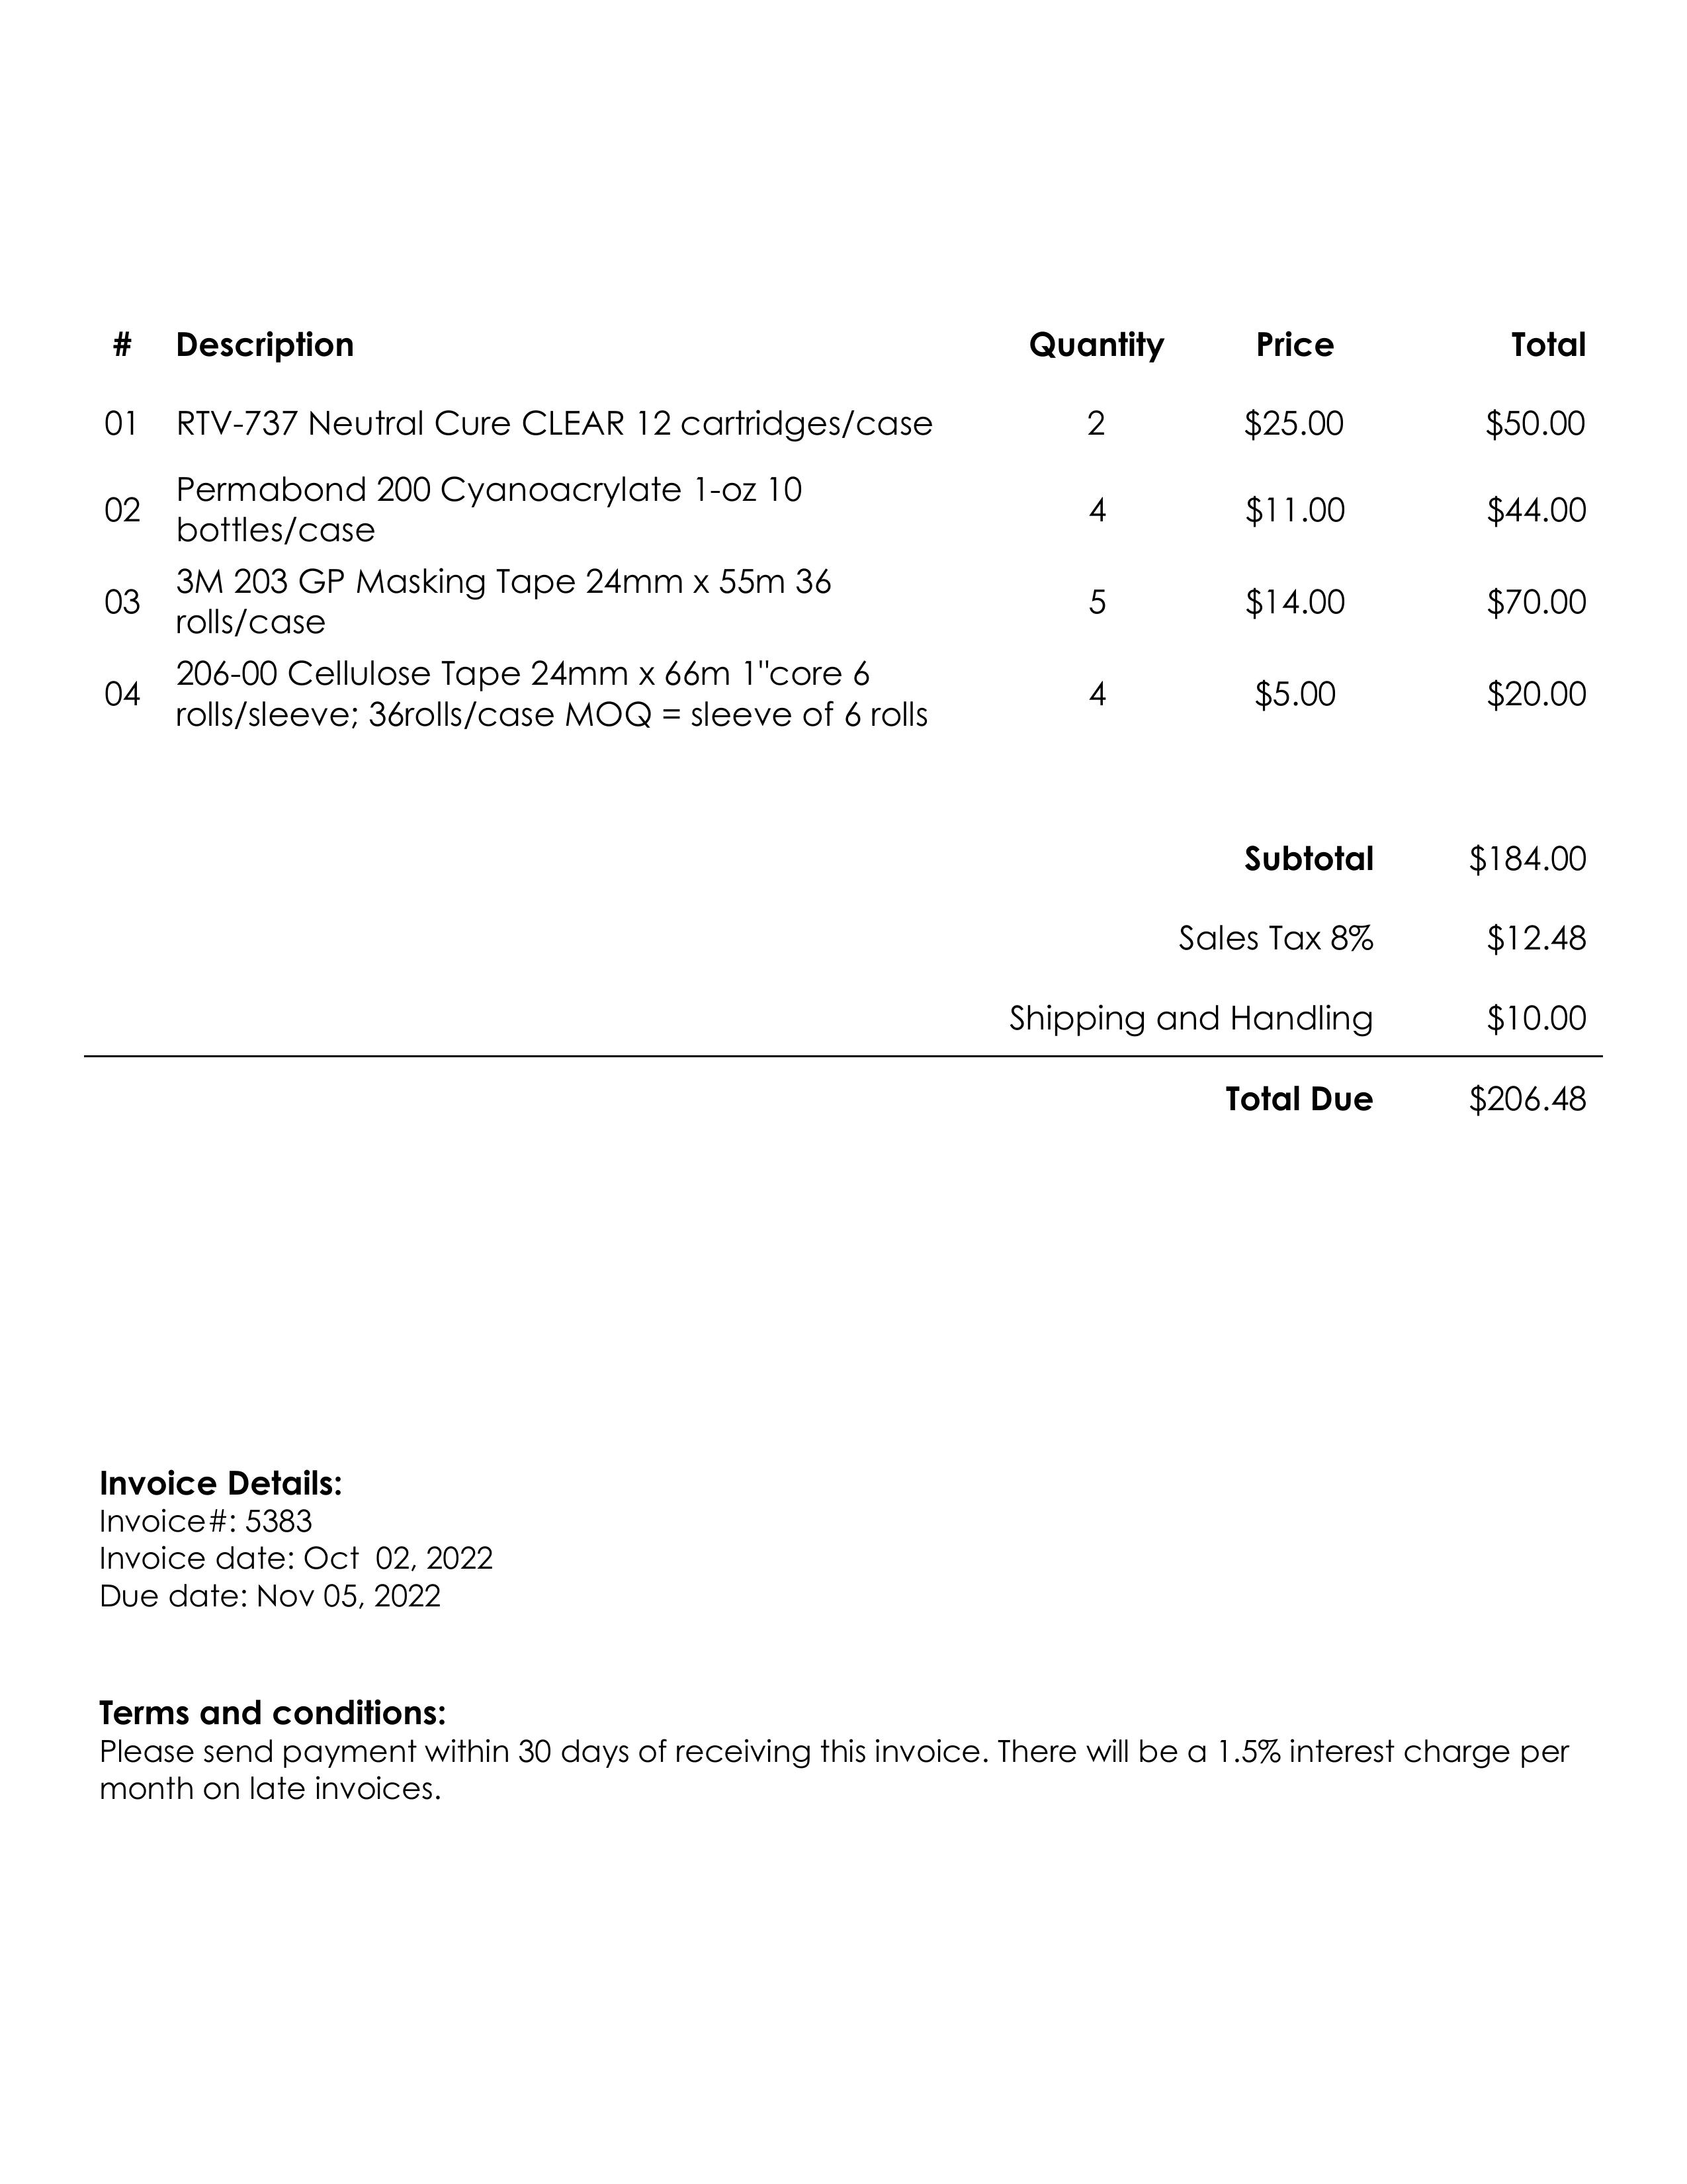 # Description Quantity Price Total
01 RTV-737 Neutral Cure CLEAR 12 cartridges/case 2 $25.00 $50.00
02 Permabond 200 Cyanoacrylate 1-oz 10
bottles/case 4 $11.00 $44.00
03 3M 203 GP Masking Tape 24mm x 55m 36
rolls/case 5 $14.00 $70.00
04 206-00 Cellulose Tape 24mm x 66m 1"core 6
rolls/sleeve; 36rolls/case MOQ = sleeve of 6 rolls 4 $5.00 $20.00
Subtotal $184.00
Sales Tax 8% $12.48
Shipping and Handling $10.00
Total Due $206.48
Invoice Details:
Invoice#: 5383
Invoice date: Oct  02, 2022
Due date: Nov 05, 2022
Terms and conditions:
Please send payment within 30 days of receiving this invoice. There will be a 1.5% interest charge per
month on late invoices.